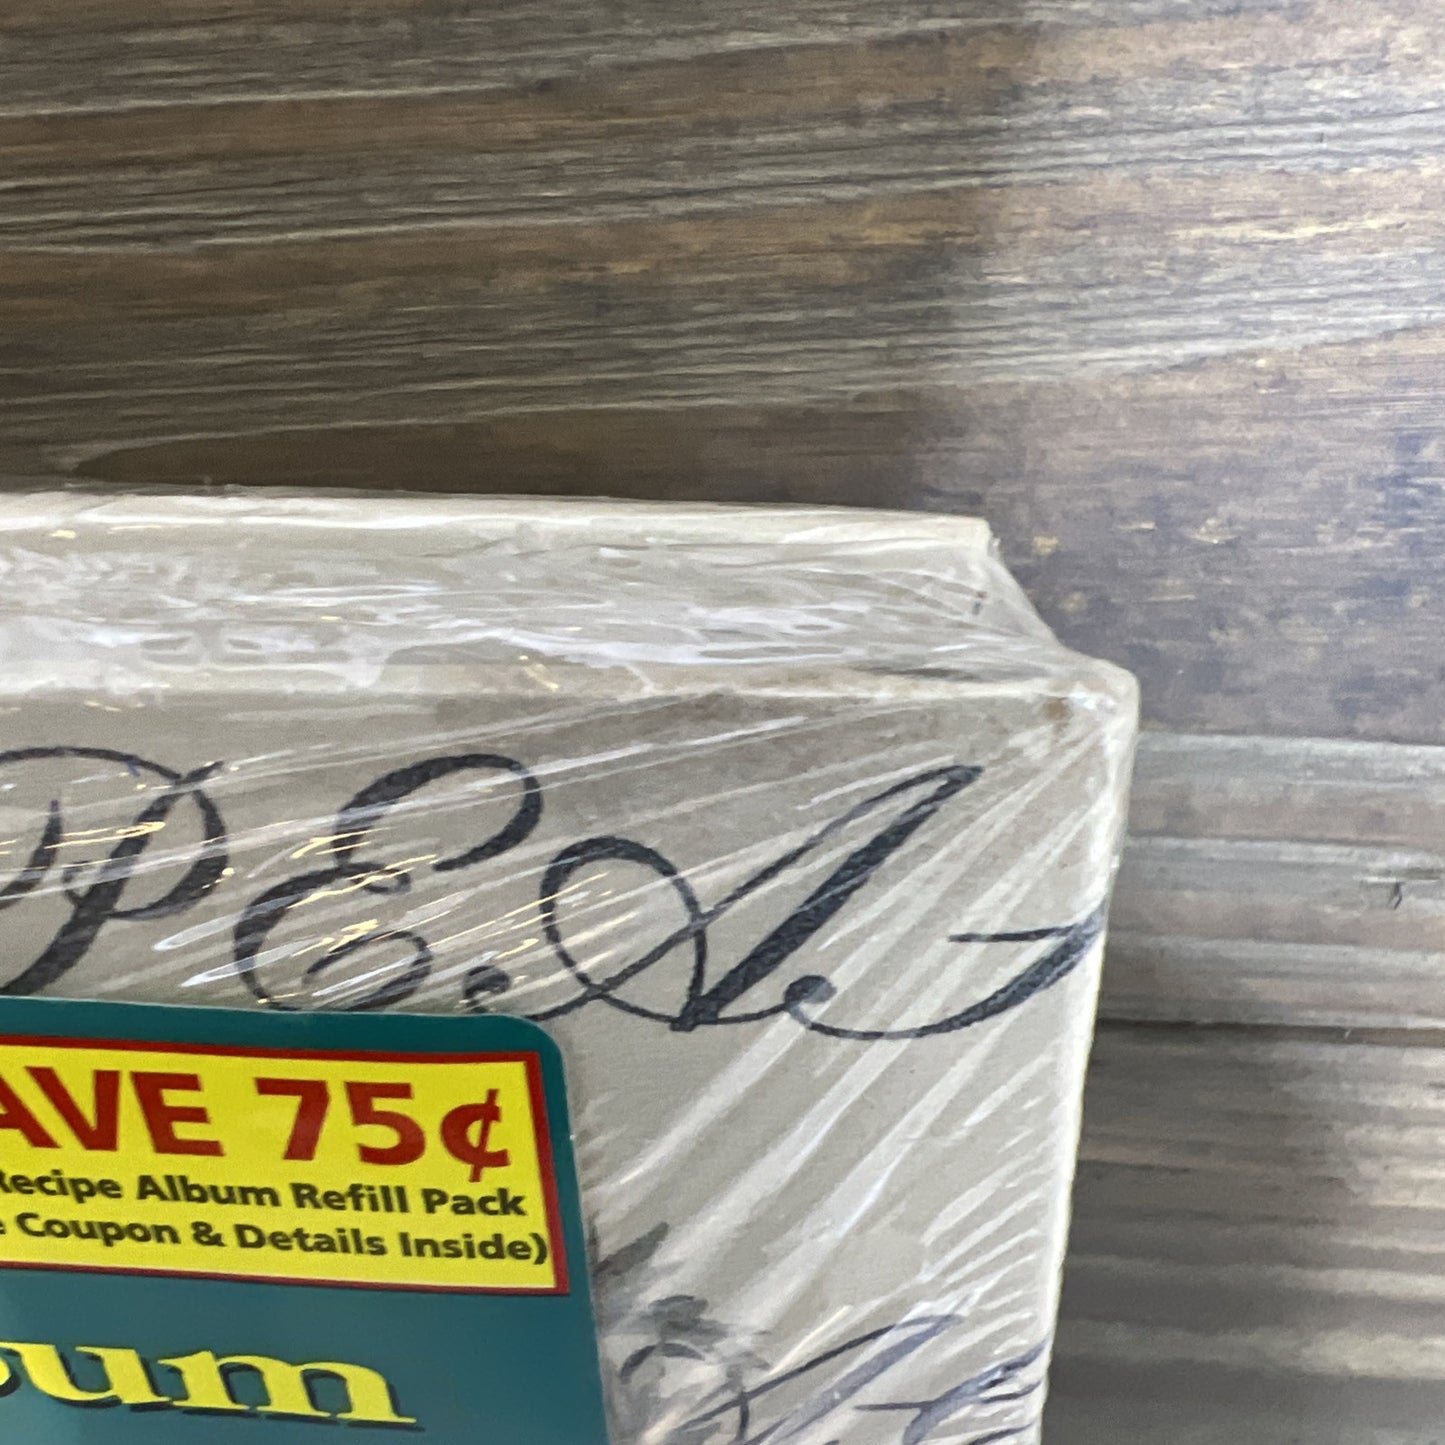 P.E.A.
AVE 75¢
Recipe Album Refill Pack
Coupon & Details Inside)
bum